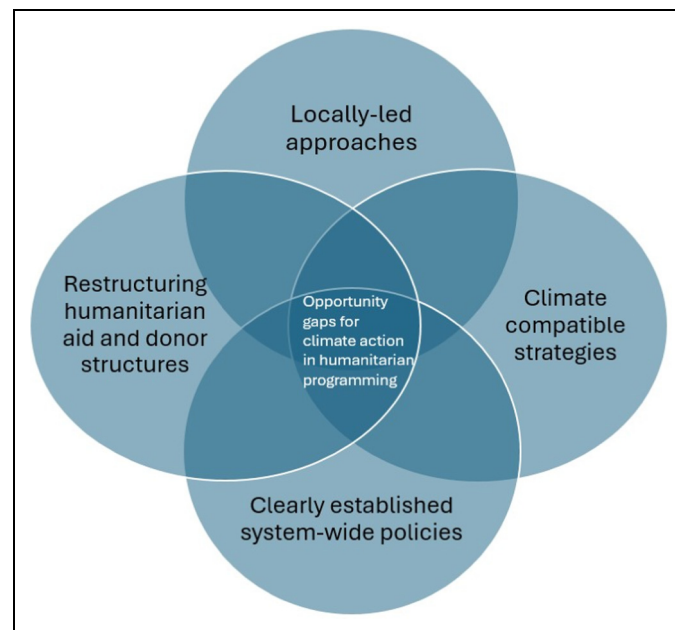 Locally-led
approaches
Restructuring
humanitarian
aid and donor
structures
Opportunity
gaps for
climate action
in humanitarian
programming
Climate
compatible
strategies
Clearly established
system-wide policies